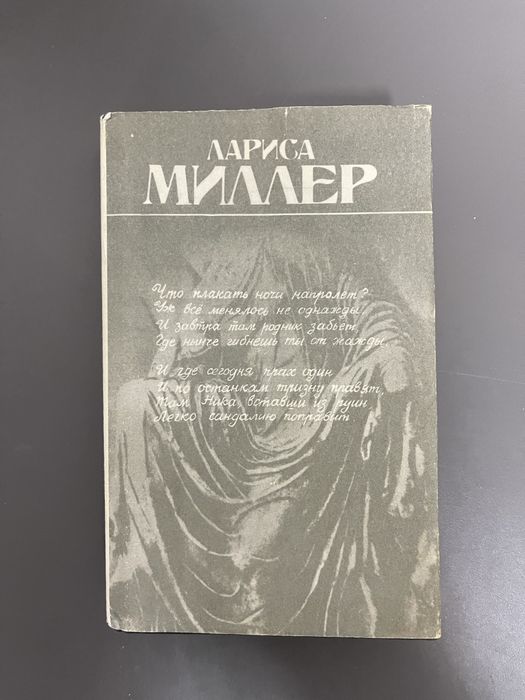 ЛАРИСА
МИЛЛЕР
Что плакать ночи напролет?
Уж всё менялось не однажды,
И завтра там родник забьет,
Где нынче гибнешь ты от жажды.
И где сегодня прах один
И по останкам тризну правят,
Там Ника, вставши из руин
Легко сандалию поправит